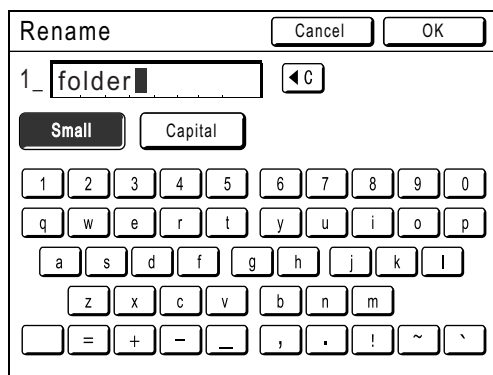 Rename Cancel OK
1_ folder ◀ C
Small Capital
1 2 3 4 5 6 7 8 9 0
q w e r t y u i o p
a s d f g h j k l
z x c v b n m
= + − _ , . ! ~ `